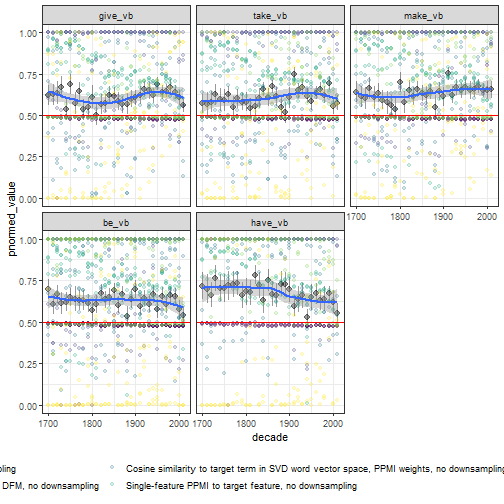 give_vb take_vb make_vb
1.00
0.75
0.50
0.25
0.00
1700 1800 1900 2000
be_vb have_vb
1.00
0.75
0.50
0.25
0.00
1700 1800 1900 2000 1700 1800 1900 2000
pnormed_value
decade
pling Cosine similarity to target term in SVD word vector space, PPMI weights, no downsampling
DFM, no downsampling Single-feature PPMI to target feature, no downsampling